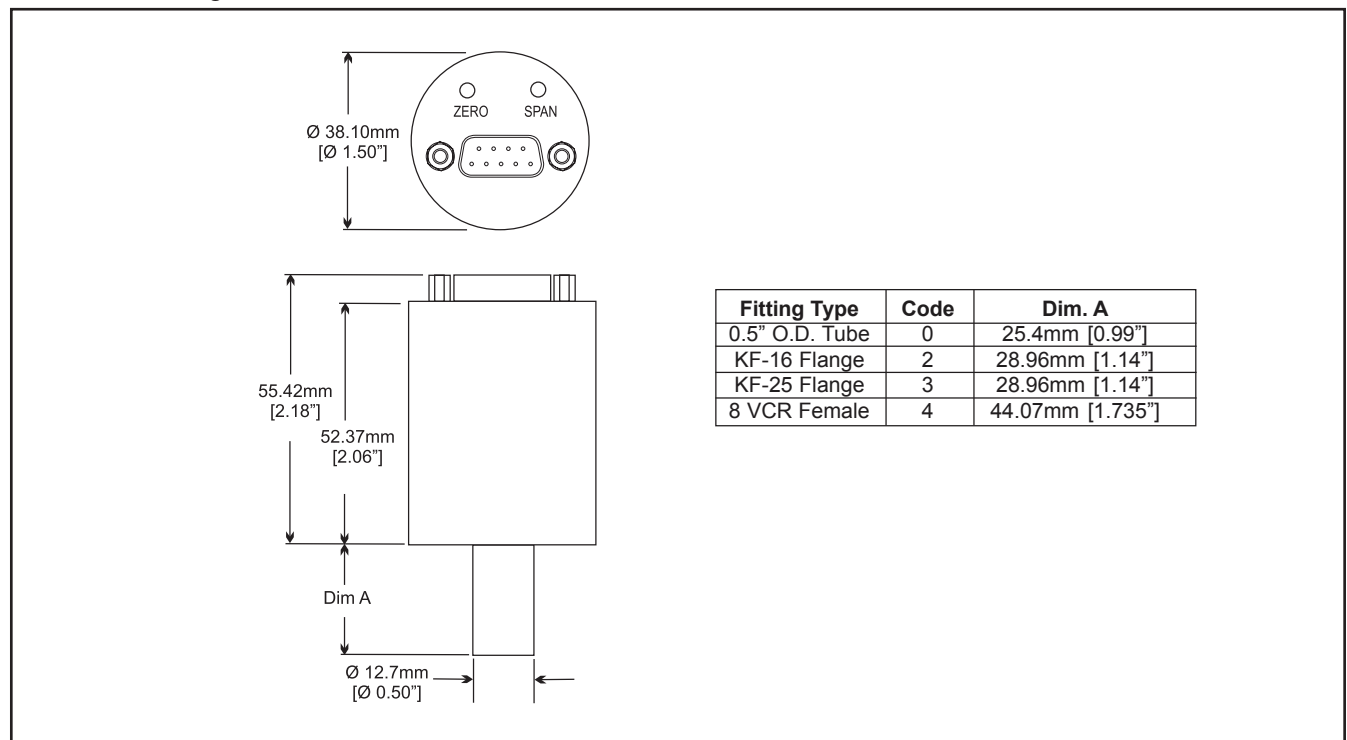 ZERO SPAN
Ø 38.10mm
[Ø 1.50”]
55.42mm
[2.18”]
52.37mm
[2.06”]
Dim A
Ø 12.7mm
[Ø 0.50”]
Fitting Type Code Dim. A
0.5” O.D. Tube 0 25.4mm [0.99”]
KF-16 Flange 2 28.96mm [1.14”]
KF-25 Flange 3 28.96mm [1.14”]
8 VCR Female 4 44.07mm [1.735”]